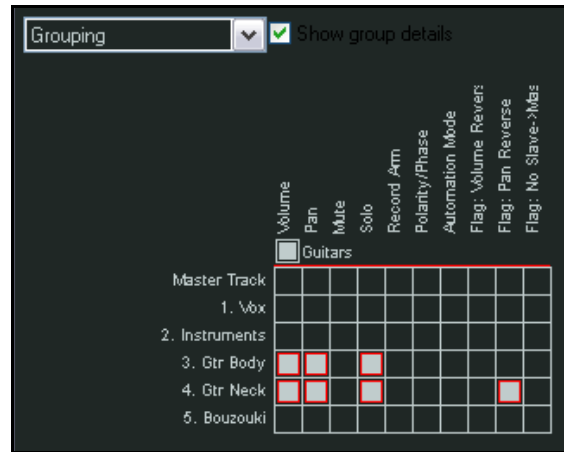 Grouping
Show group details
Volume
Pan
Mute
Solo
Record Arm
Polarity/Phase
Automation Mode
Flag: Volume Revers
Flag: Pan Reverse
Flag: No Slave->Mas
Guitars
Master Track
1. Vox
2. Instruments
3. Gtr Body
4. Gtr Neck
5. Bouzouki